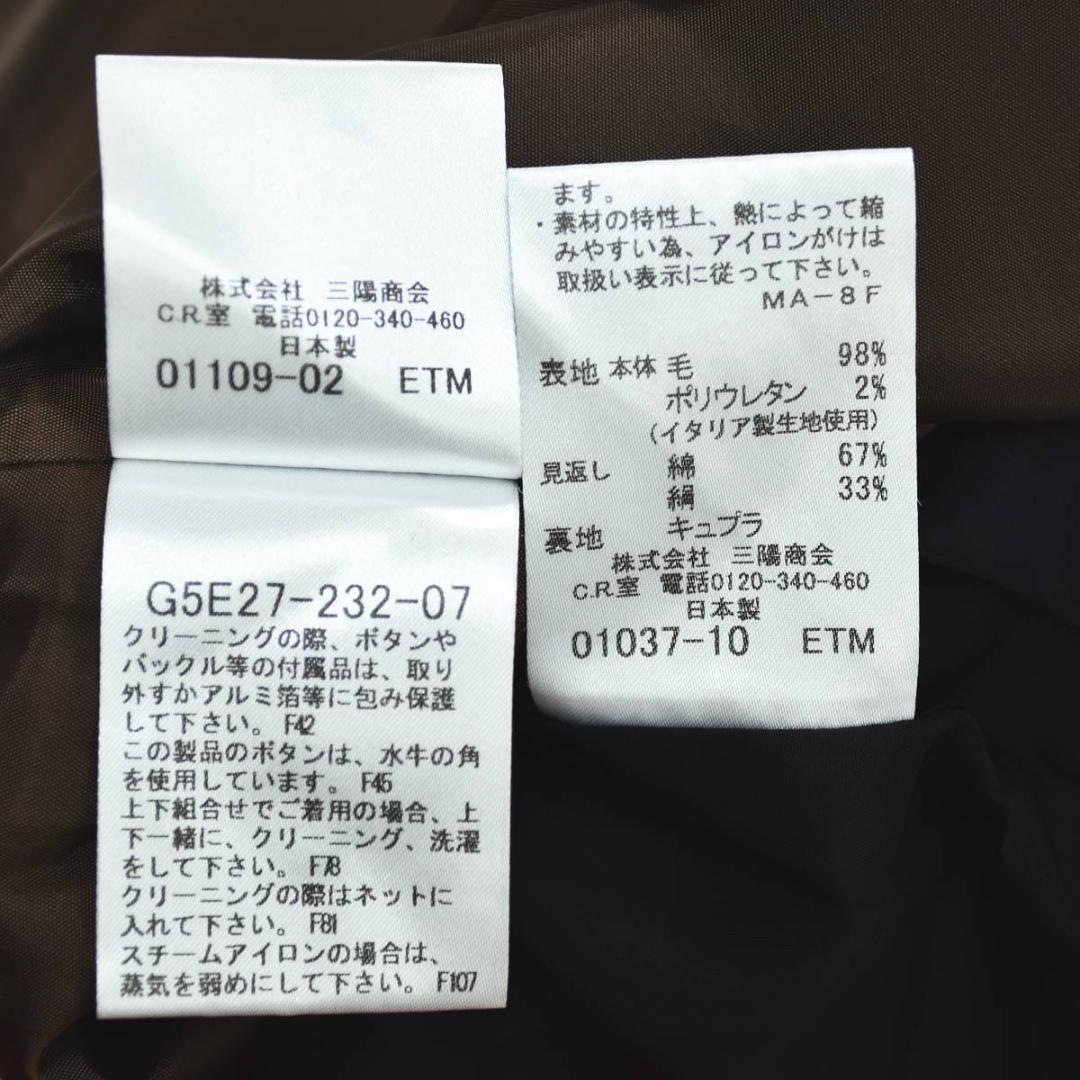 株式会社 三陽商会
C.R.室 電話0120-340-460
日本製
01109-02 ETM
G5E27-232-07
クリーニングの際、ボタンや
バックル等の付属品は、取り
外すかアルミ箔等に包み保護
して下さい。 F42
この製品のボタンは、水牛の角
を使用しています。 F45
上下組合せでご着用の場合、上
下一緒に、クリーニング、洗濯
をして下さい。 F78
クリーニングの際はネットに
入れて下さい。 F81
スチームアイロンの場合は、
蒸気を弱めにして下さい。 F107
ます。
・素材の特性上、熱によって縮
みやすい為、アイロンがけは
取扱い表示に従って下さい。
MA-8F
表地 本体 毛 98%
ポリウレタン 2%
(イタリア製生地使用)
見返し 綿 67%
絹 33%
裏地 キュプラ
株式会社 三陽商会
C.R.室 電話0120-340-460
日本製
01037-10 ETM